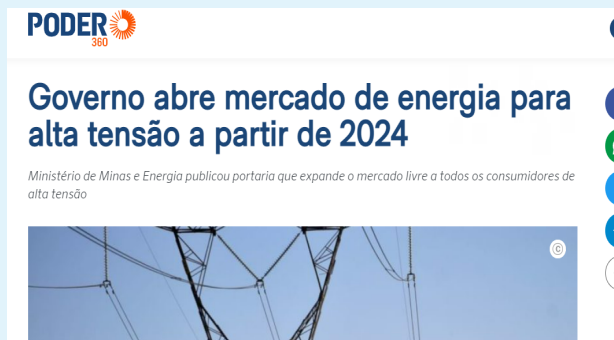 PODER
360
Governo abre mercado de energia para
alta tensão a partir de 2024
Ministério de Minas e Energia publicou portaria que expande o mercado livre a todos os consumidores de
alta tensão
©